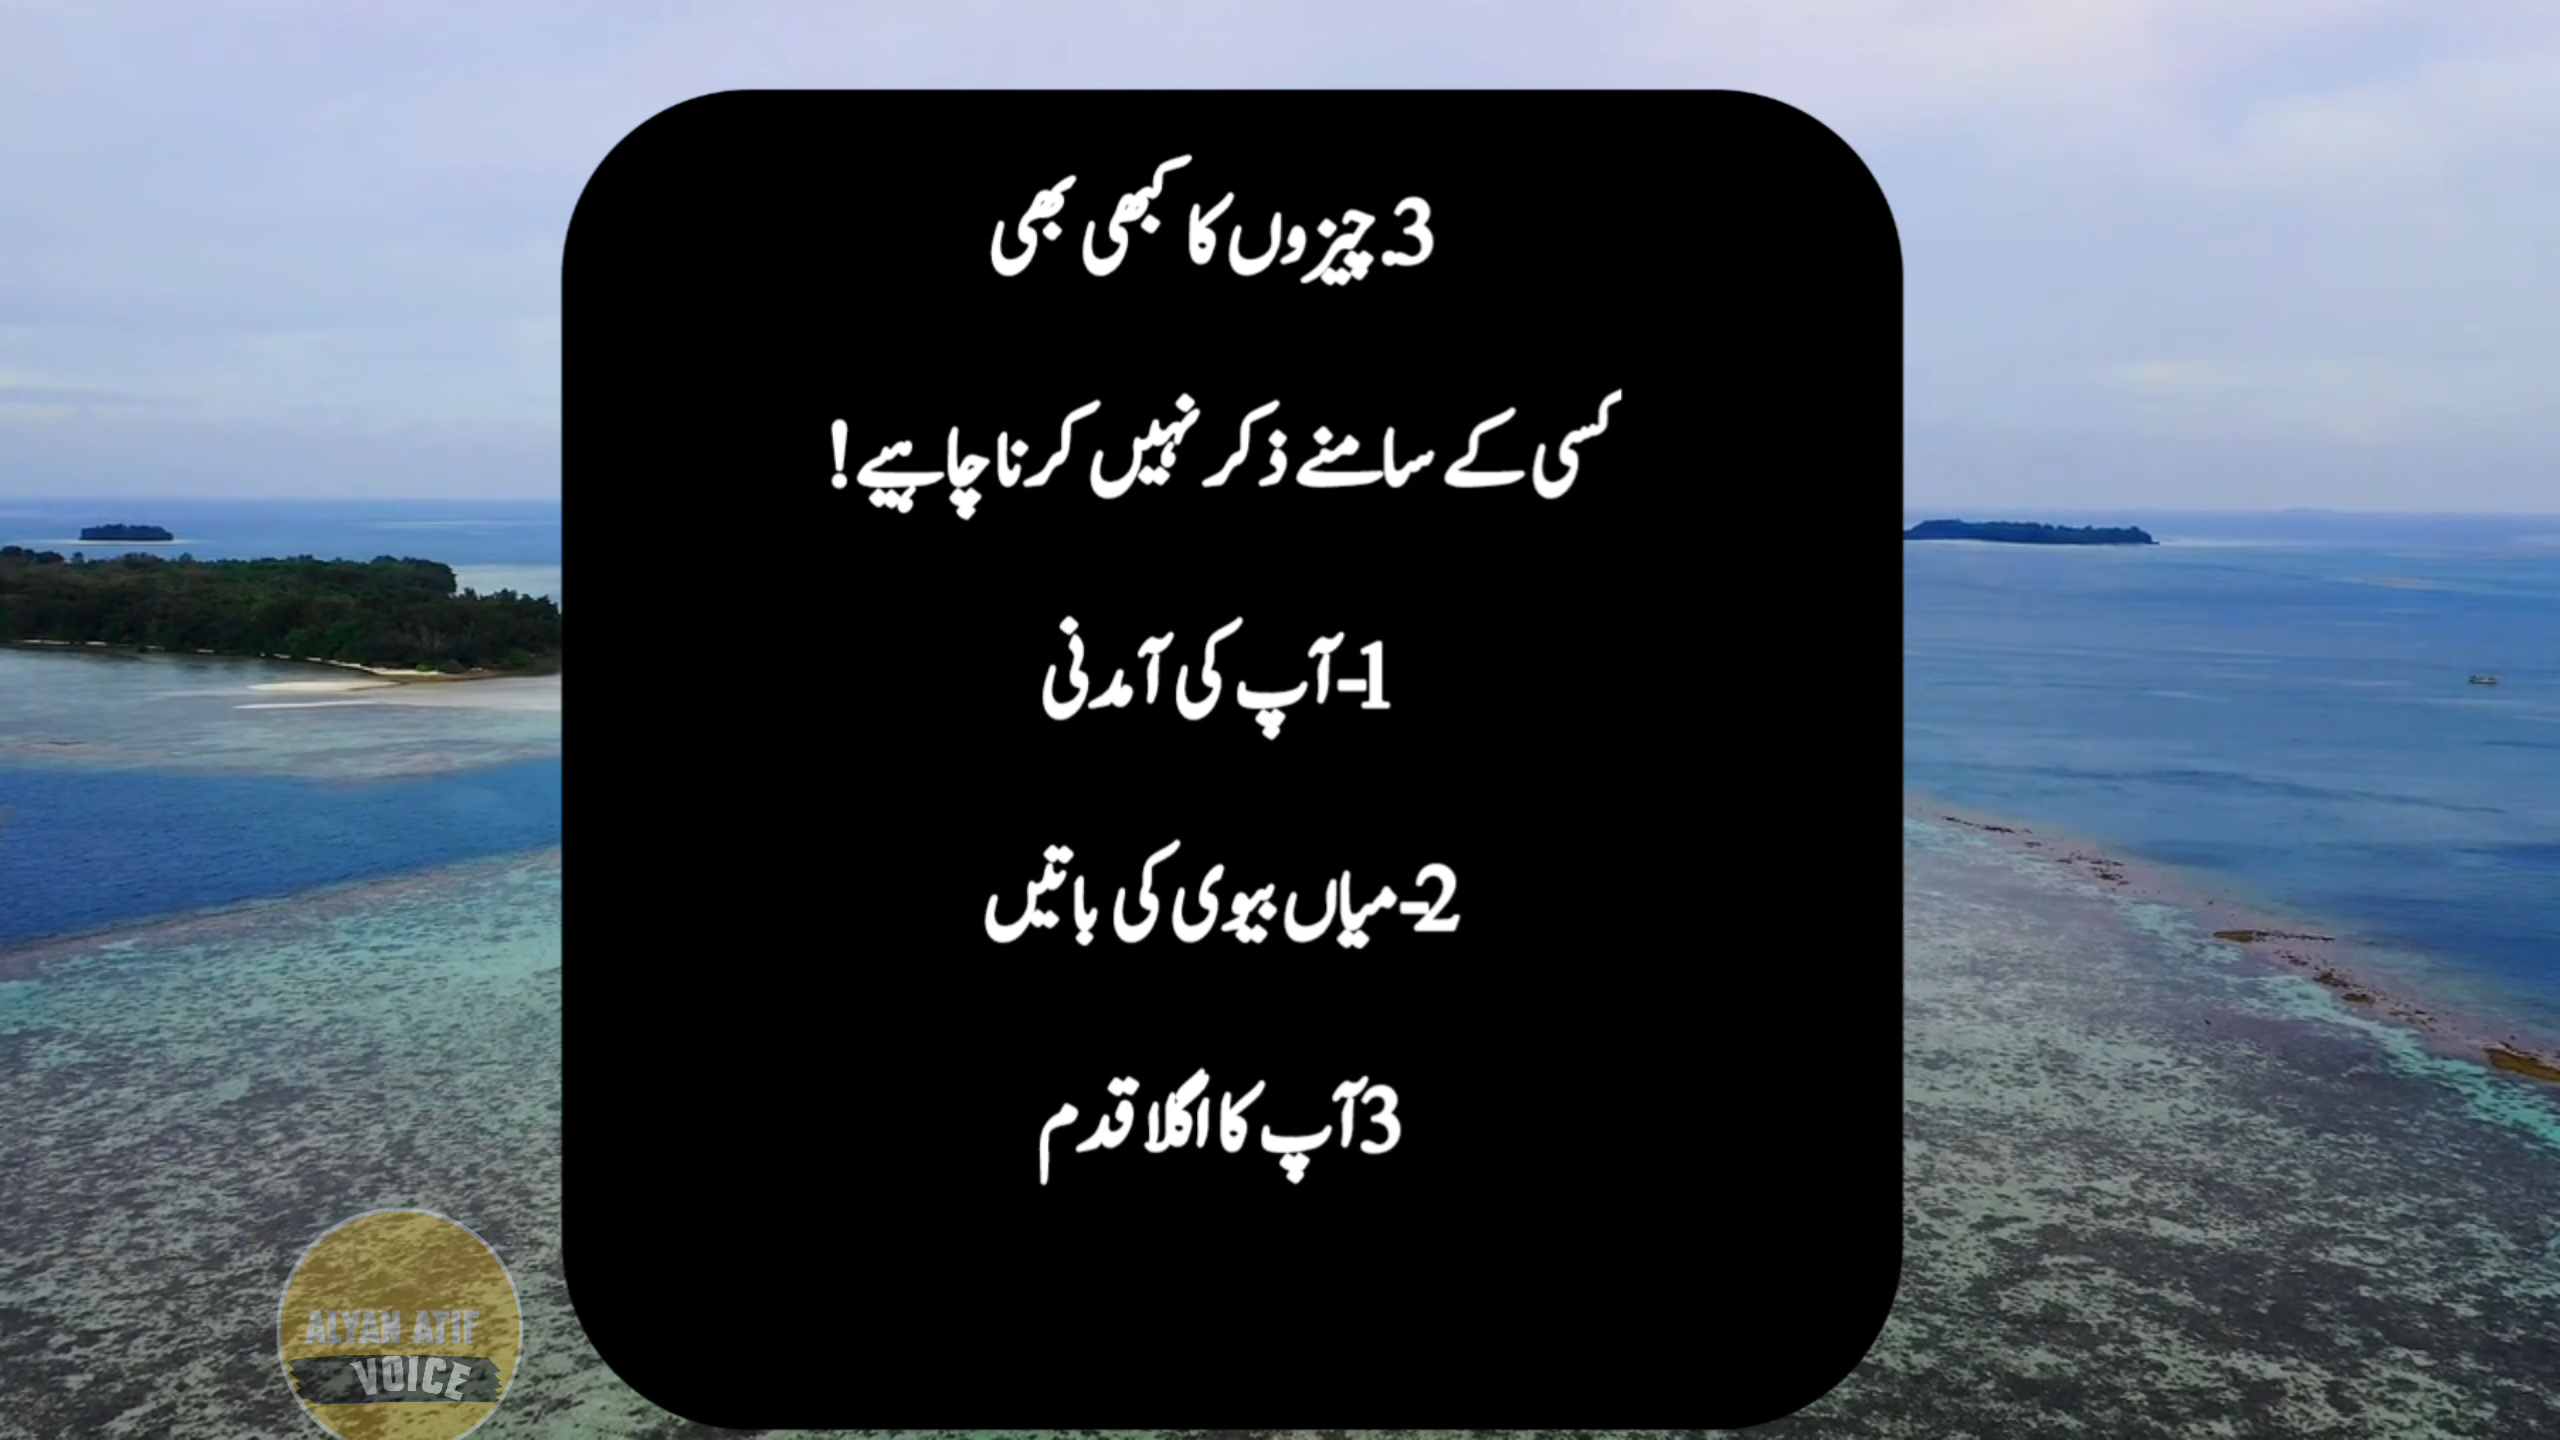 3.چیزوں کا کبھی بھی
کسی کے سامنے ذکر نہیں کرنا چاہیے!
1-آپ کی آمدنی
2-میاں بیوی کی باتیں
3آپ کا اگلا قدم
ALYAN ATIF
VOICE